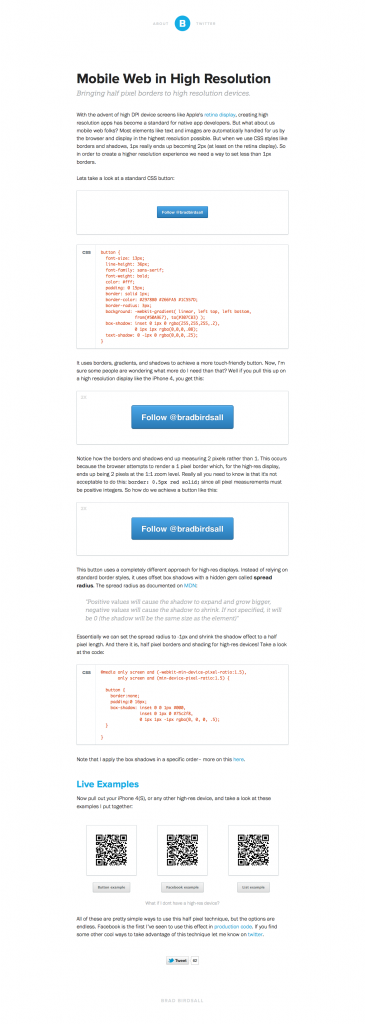 ABOUT B TWITTER
Mobile Web in High Resolution
Bringing half pixel borders to high resolution devices.
With the advent of high DPI device screens like Apple's retina display, creating high
resolution apps has become a standard for native app developers. But what about us
mobile web folks? Most elements like text and images are automatically handled for us by
the browser and display in the highest resolution possible. But when we use CSS styles like
borders and shadows, 1px really ends up becoming 2px (at least on the retina display). So
in order to create a higher resolution experience we need a way to set less than 1px
borders.
Lets take a look at a standard CSS button:
Follow @bradbirdsall
CSS
button {
font-size: 13px;
line-height: 30px;
font-family: sans-serif;
font-weight: bold;
color: #fff;
padding: 0 15px;
border: solid 1px;
border-radius: 3px;
background: -webkit-gradient( linear, left top, left bottom,
box-shadow: inset 0 1px 0 rgba(255,255,255,.2),
text-shadow: 0 -1px 0 rgba(0,0,0,.25);
}
It uses borders, gradients, and shadows to achieve a more touch-friendly button. Now, I'm
sure some people are wondering what more do I need than that? Well if you pull this up on
a high resolution display like the iPhone 4, you get this:
Follow @bradbirdsall
Notice how the borders and shadows end up measuring 2 pixels rather than 1. This occurs
because the browser attempts to render a 1 pixel border which, for the high-res display,
ends up being 2 pixels at the 1:1 zoom level. Really all you need to know is that it's not
acceptable to do this: border: 0.5px red solid; since all pixel measurements must
be positive integers. So how do we achieve a button like this:
Follow @bradbirdsall
This button uses a completely different approach for high-res displays. Instead of relying on
standard border styles, it uses offset box shadows with a hidden gem called spread
radius. The spread radius as documented on MDN:
"Positive values will cause the shadow to expand and grow bigger,
negative values will cause the shadow to shrink. If not specified, it will
be 0 (the shadow will be the same size as the element)"
Essentially we can set the spread radius to -1px and shrink the shadow effect to a half
pixel length. And there it is, half pixel borders and shading for high-res devices! Take a look
at the code:
CSS
@media only screen and (-webkit-min-device-pixel-ratio:1.5),
only screen and (min-device-pixel-ratio:1.5) {
button {
border:none;
padding:0 16px;
box-shadow: inset 0 0 1px #000,
0 1px 1px -1px rgba(0, 0, 0, .5);
}
}
Note that I apply the box shadows in a specific order– more on this here.
Live Examples
Now pull out your iPhone 4(S), or any other high-res device, and take a look at these
examples I put together:
Button example Facebook example List example
What if I dont have a high-res device?
All of these are pretty simple ways to use this half pixel technique, but the options are
endless. Facebook is the first I've seen to use this effect in production code. If you find
some other cool ways to take advantage of this technique let me know on twitter.
Tweet
BRAD BIRDSALL